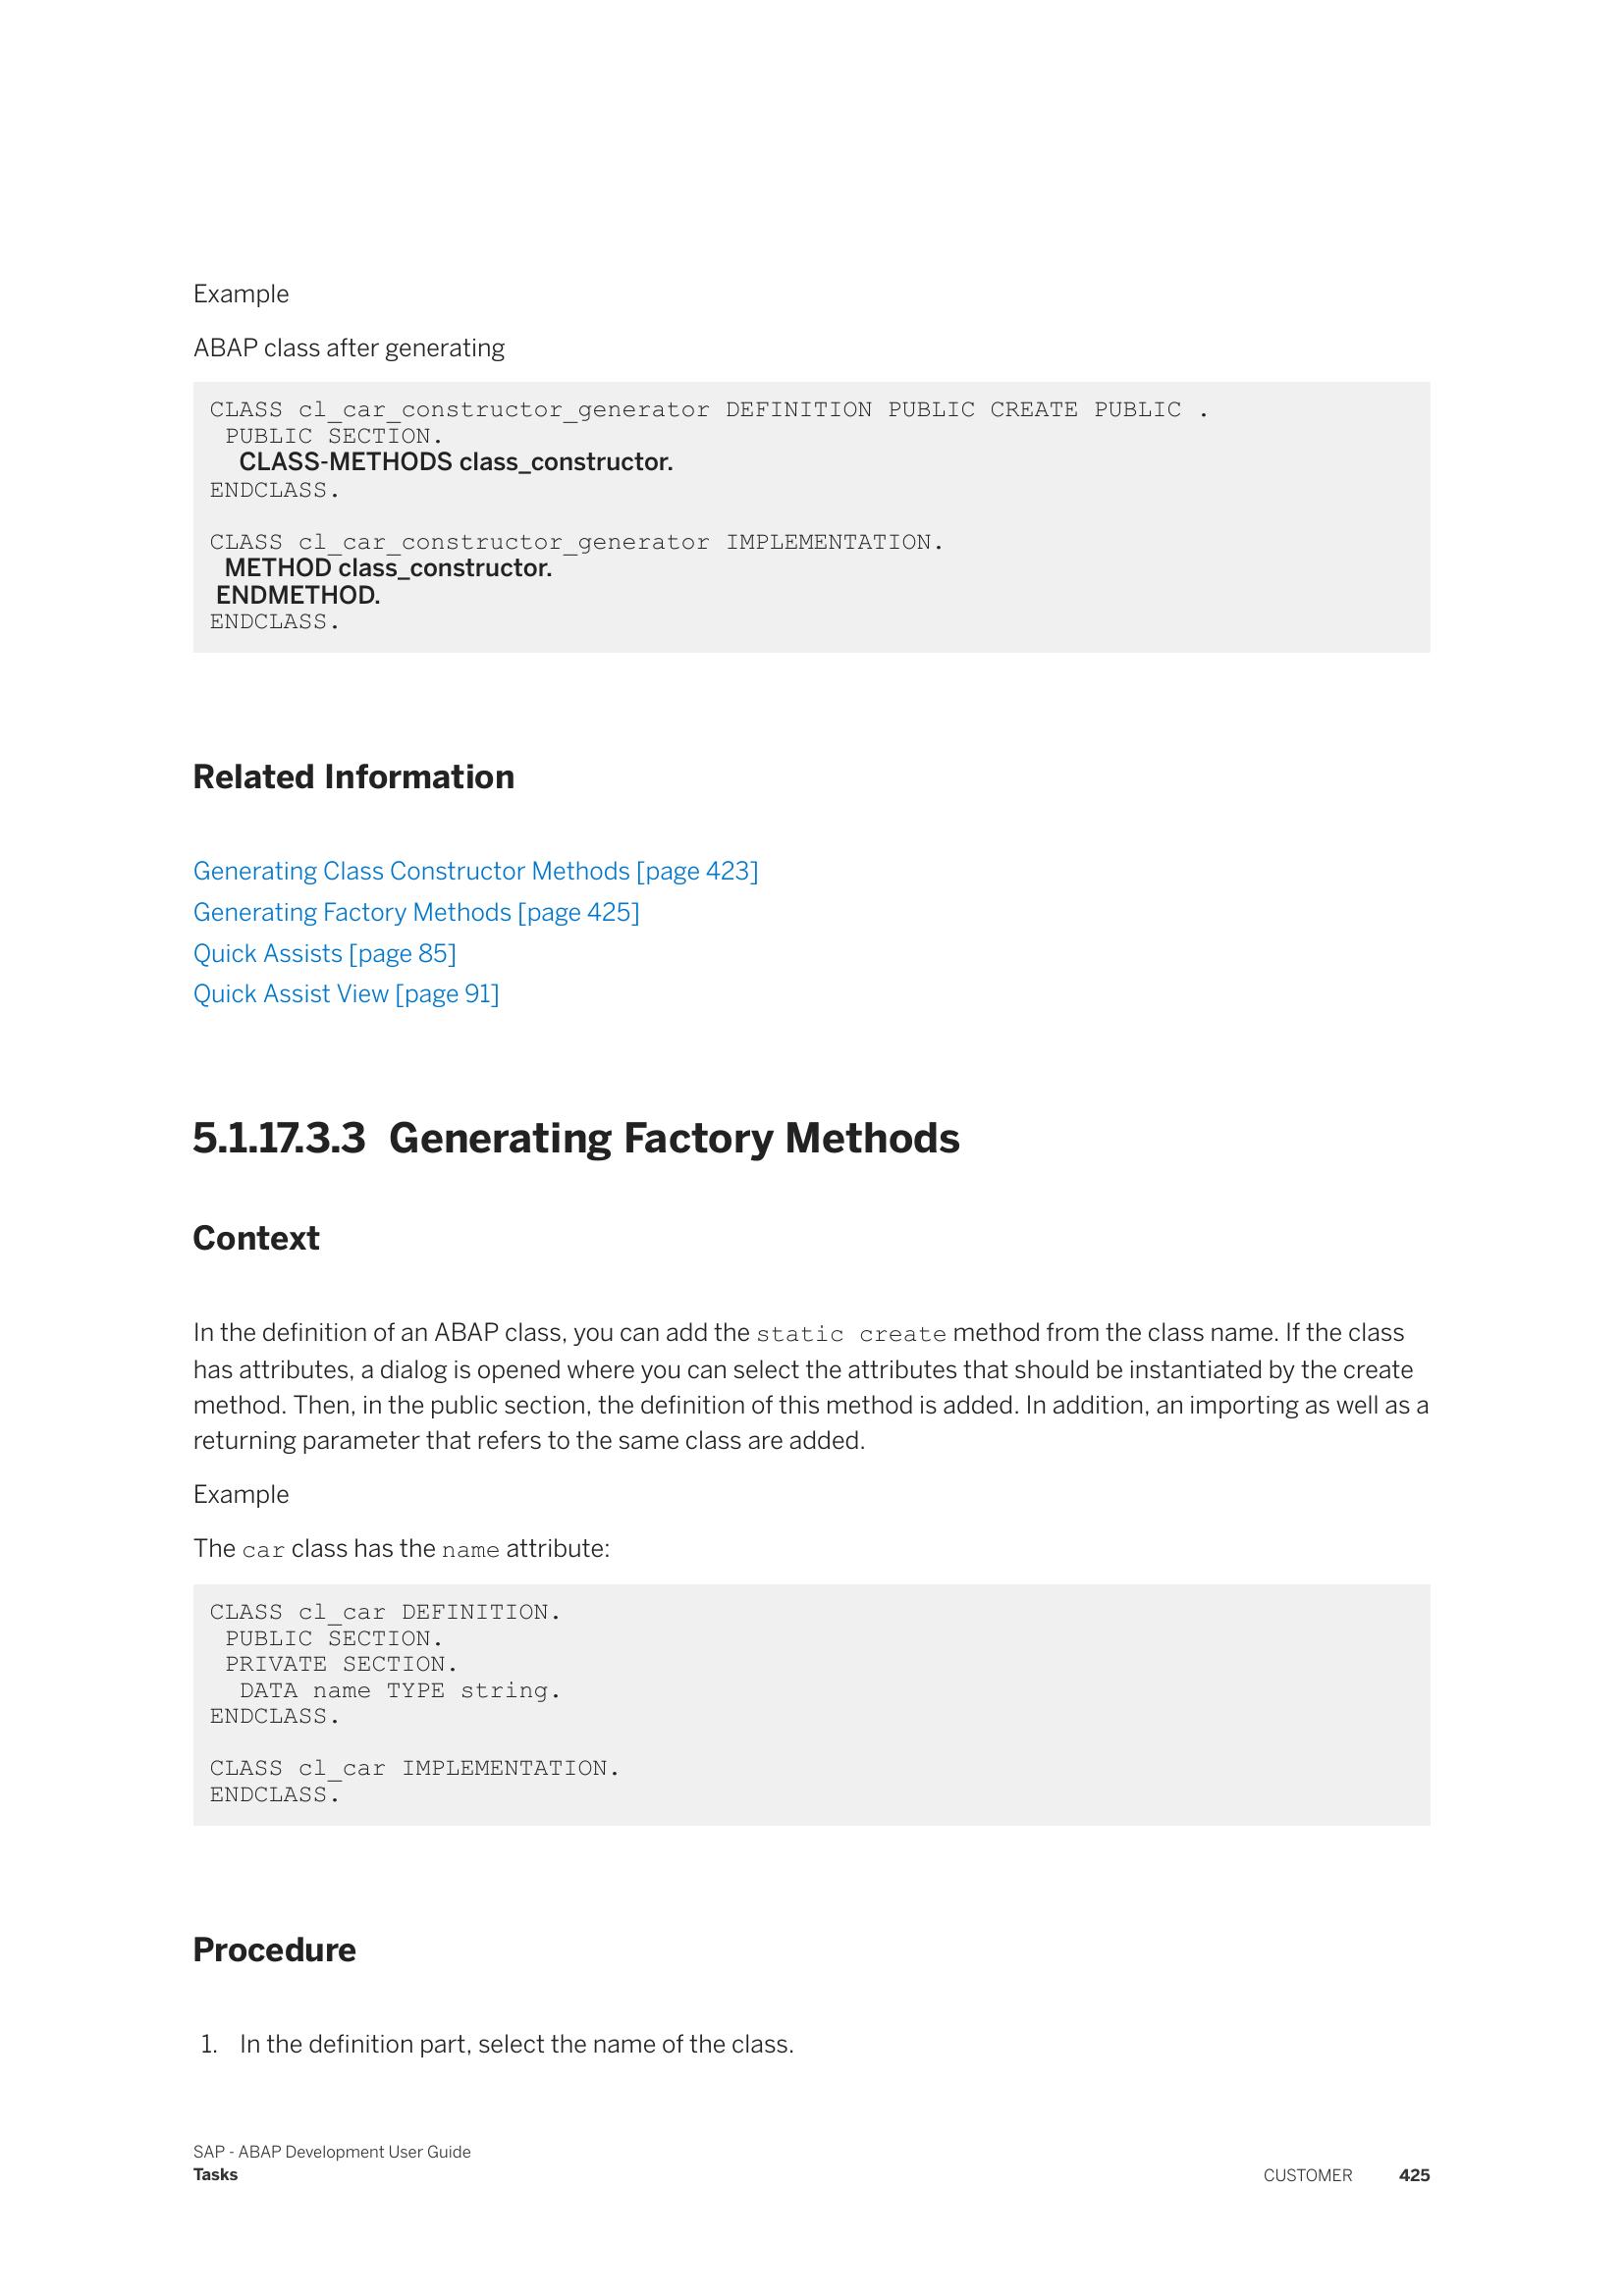 Example
ABAP class after generating
CLASS cl_car_constructor_generator DEFINITION PUBLIC CREATE PUBLIC .
 PUBLIC SECTION.
  CLASS-METHODS class_constructor.
ENDCLASS.
CLASS cl_car_constructor_generator IMPLEMENTATION.
 METHOD class_constructor.
 ENDMETHOD.
ENDCLASS.
Related Information
Generating Class Constructor Methods [page 423]
Generating Factory Methods [page 425]
Quick Assists [page 85]
Quick Assist View [page 91]
5.1.17.3.3 Generating Factory Methods
Context
In the definition of an ABAP class, you can add the static create method from the class name. If the class
has attributes, a dialog is opened where you can select the attributes that should be instantiated by the create
method. Then, in the public section, the definition of this method is added. In addition, an importing as well as a
returning parameter that refers to the same class are added.
Example
The car class has the name attribute:
CLASS cl_car DEFINITION.
 PUBLIC SECTION.
 PRIVATE SECTION.
  DATA name TYPE string.
ENDCLASS.
CLASS cl_car IMPLEMENTATION.
ENDCLASS.
Procedure
1. In the definition part, select the name of the class.
SAP - ABAP Development User Guide
Tasks
CUSTOMER 425